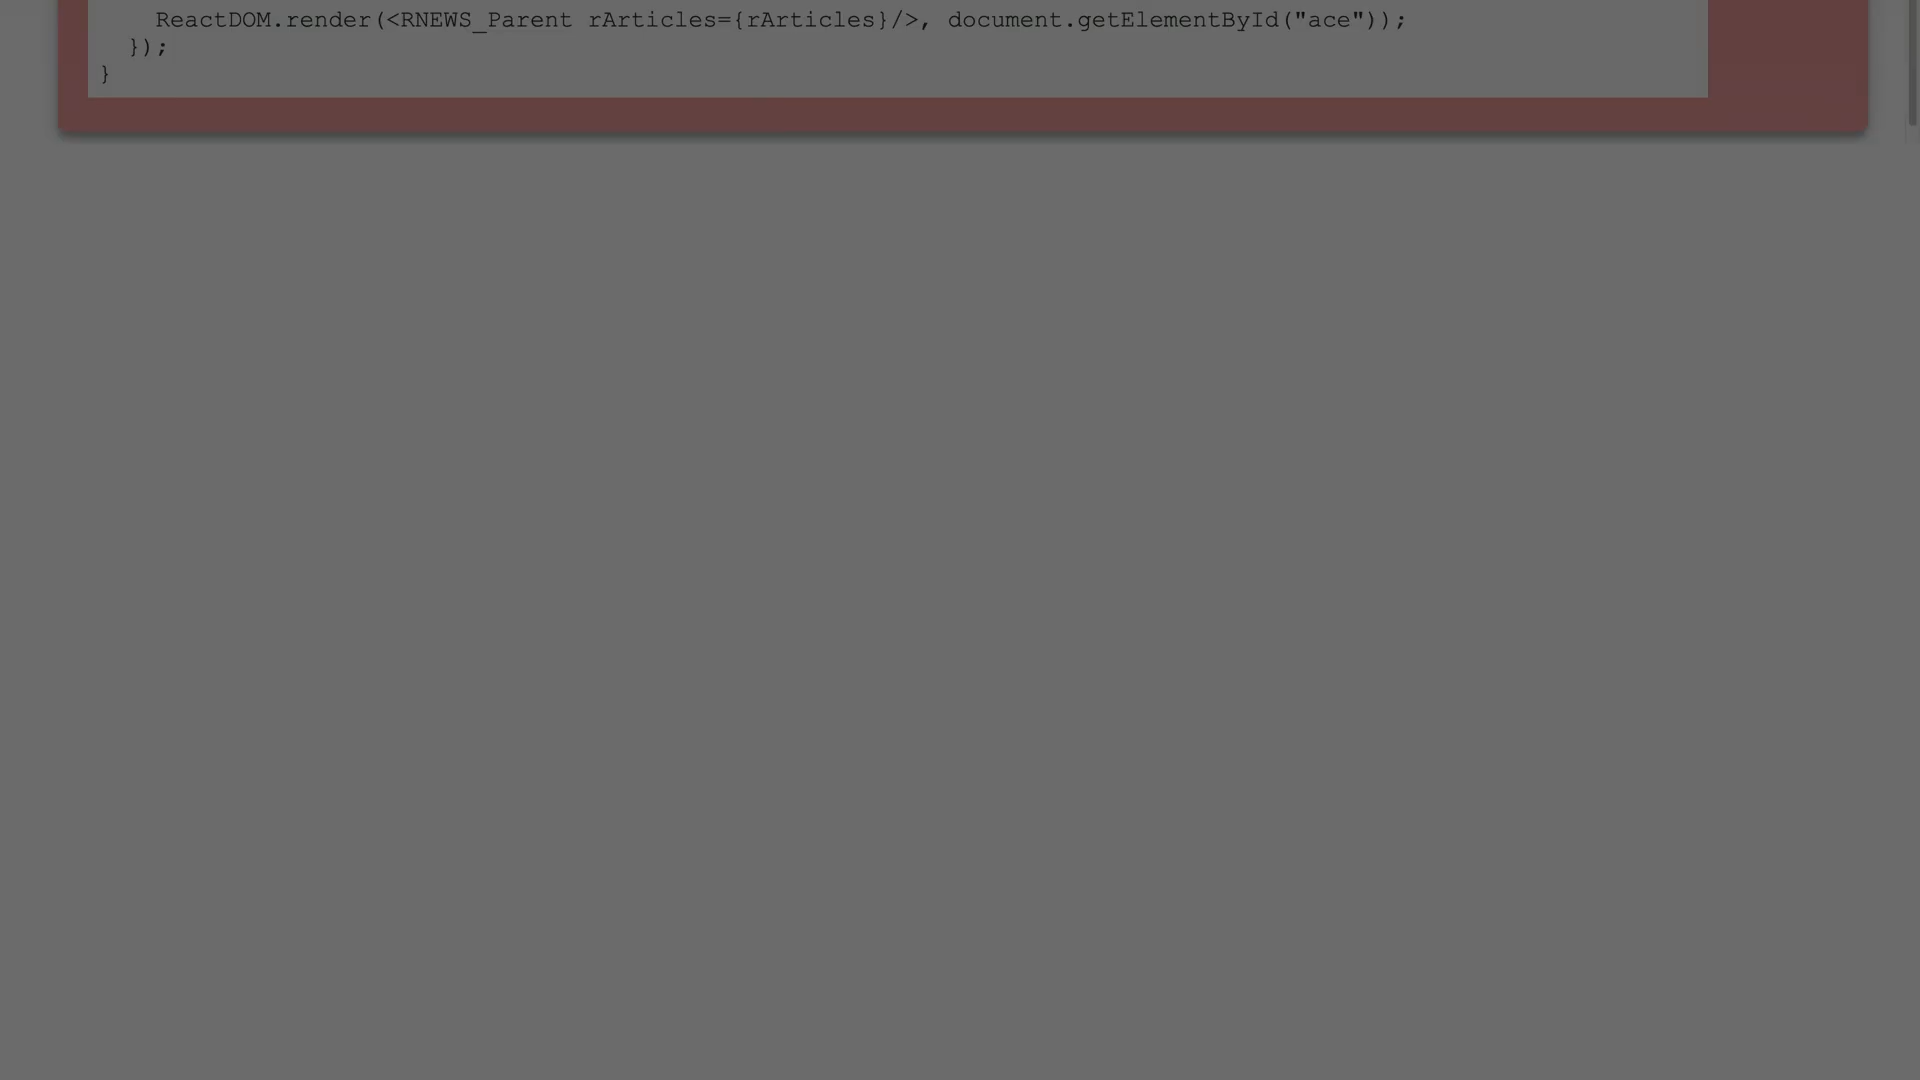 ReactDOM.render(<RNEWS_Parent rArticles={rArticles}/>, document.getElementById("ace"));
});
}